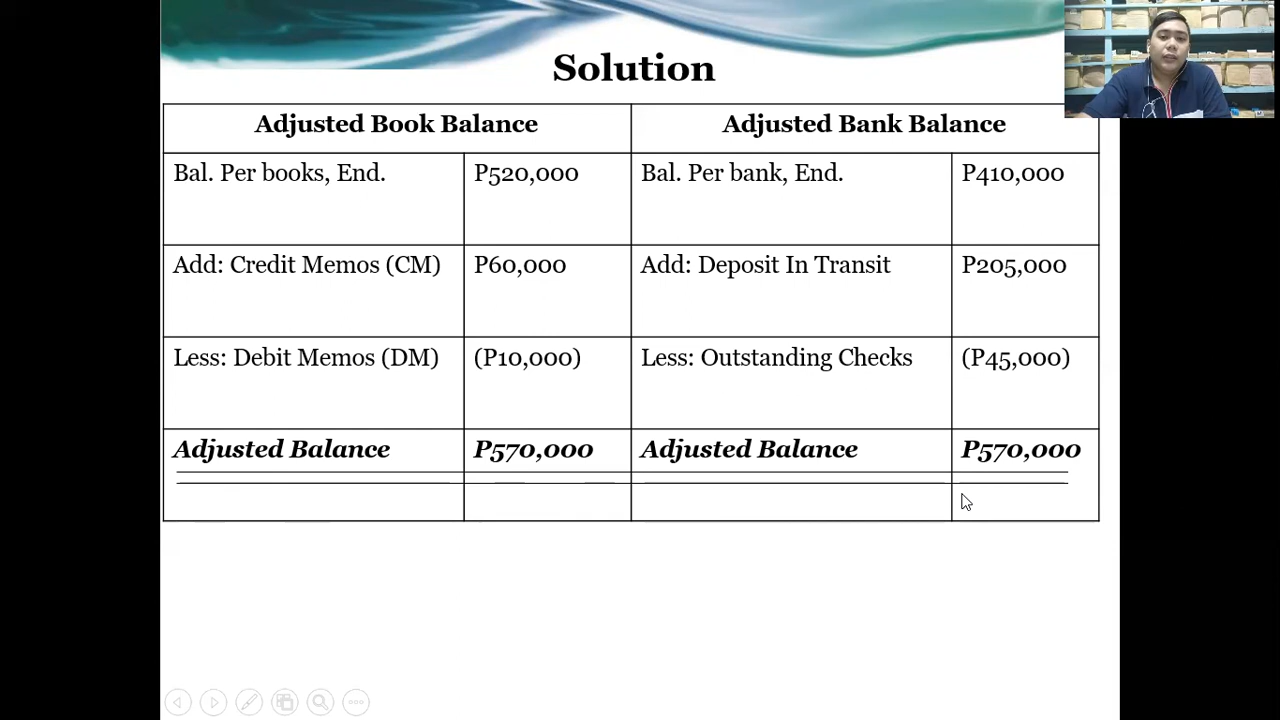 Solution
Adjusted Book Balance Adjusted Bank Balance
Bal. Per books, End. P520,000 Bal. Per bank, End. P410,000
Add: Credit Memos (CM) P60,000 Add: Deposit In Transit P205,000
Less: Debit Memos (DM) (P10,000) Less: Outstanding Checks (P45,000)
Adjusted Balance P570,000 Adjusted Balance P570,000